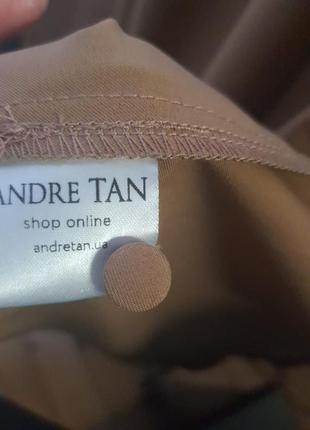 ANDRE TAN
shop online
andretan.ua